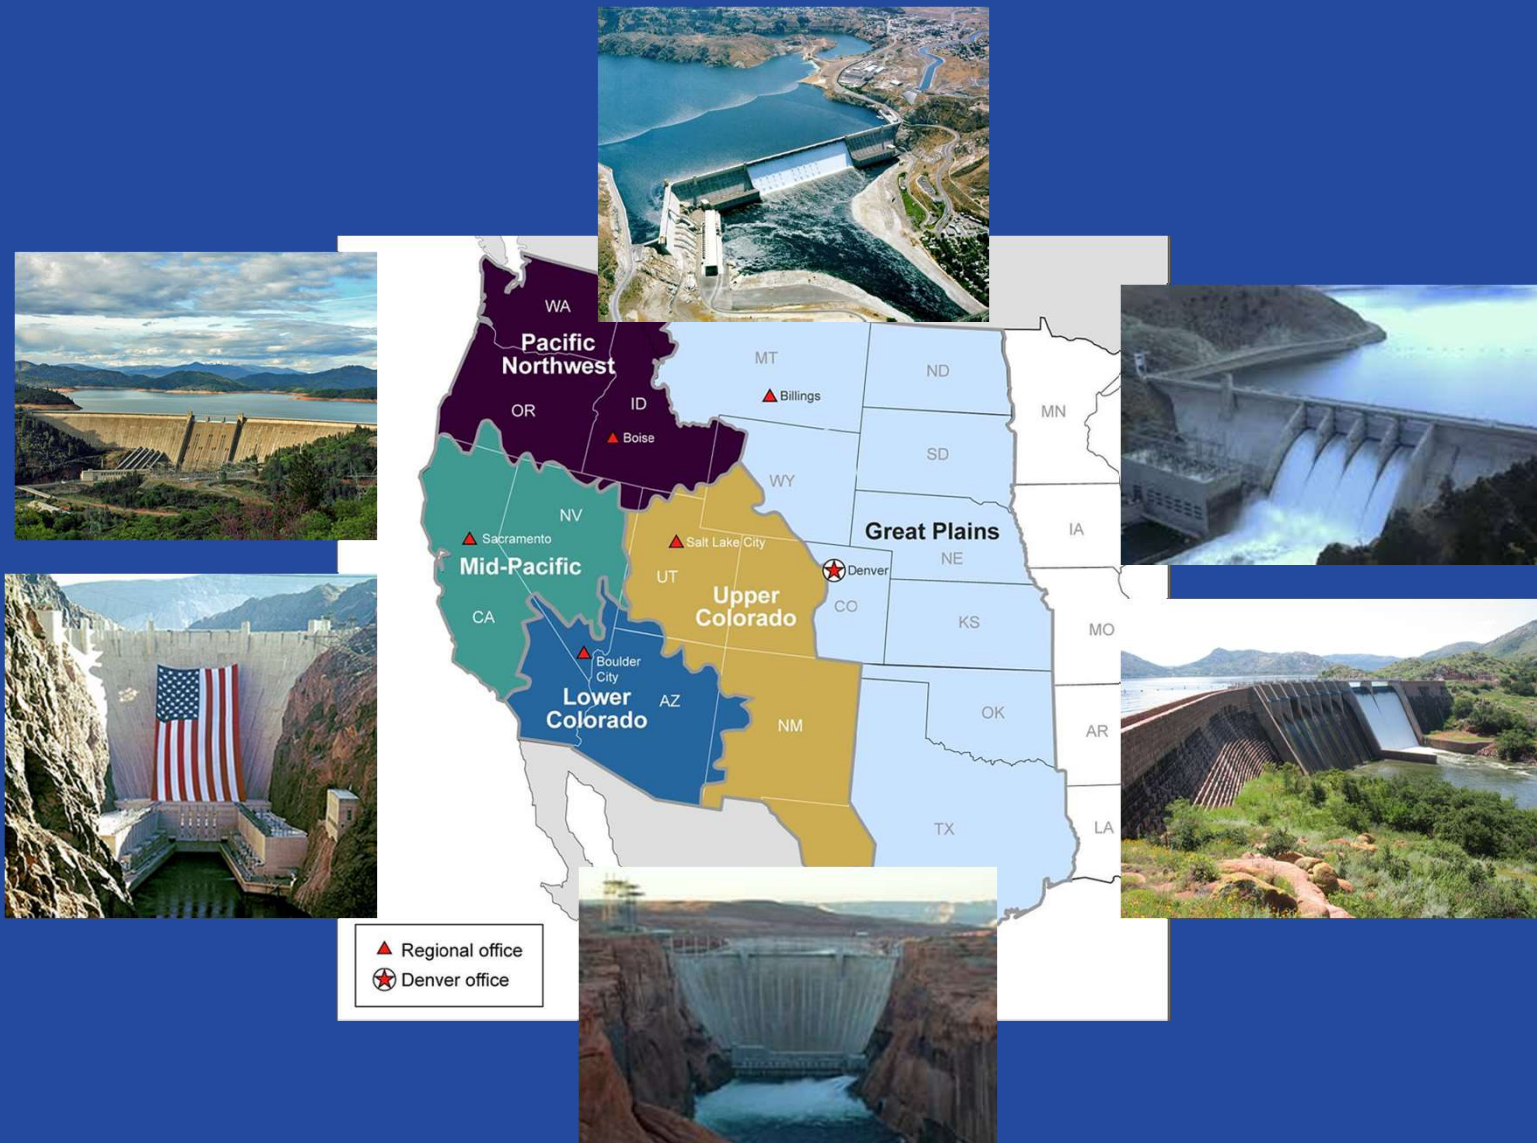 WA
Pacific
Northwest
OR
ID
Boise
MT
Billings
ND
MN
SD
WY
NV
Sacramento
Mid-Pacific
CA
Salt Lake City
UT
Upper
Colorado
Great Plains
NE
IA
Denver
CO
KS
MO
Boulder
City
Lower
Colorado
AZ
NM
OK
AR
TX
LA
Regional office
Denver office